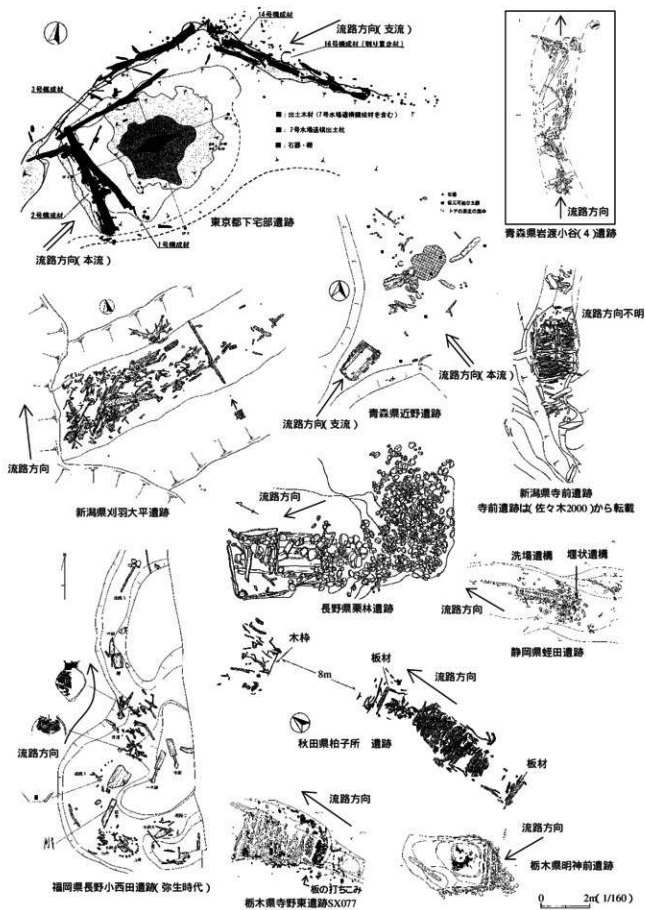 14号構成材
流路方向(支流)
16号構成材(割り置き材)
3号構成材
■:出土木材(7号水場遺構構成材を含む)
■:7号水場遺構出土杭
■:石器・礫
2号構成材
1号構成材
東京都下宅部遺跡
流路方向(本流)
流路方向
青森県岩渡小谷(4)遺跡
流路方向(本流)
流路方向(支流)
青森県近野遺跡
流路方向
新潟県刈羽大平遺跡
流路方向不明
新潟県寺前遺跡
寺前遺跡は(佐々木2000)から転載
流路方向
長野県栗林遺跡
洗場遺構
堰状遺構
流路方向
静岡県蛭田遺跡
木枠
8m
板材
流路方向
秋田県柏子所 遺跡
板材
流路方向
福岡県長野小西田遺跡(弥生時代)
流路方向
板の打ちこみ
栃木県寺野東遺跡SX077
流路方向
栃木県明神前遺跡
0 2m(1/160)